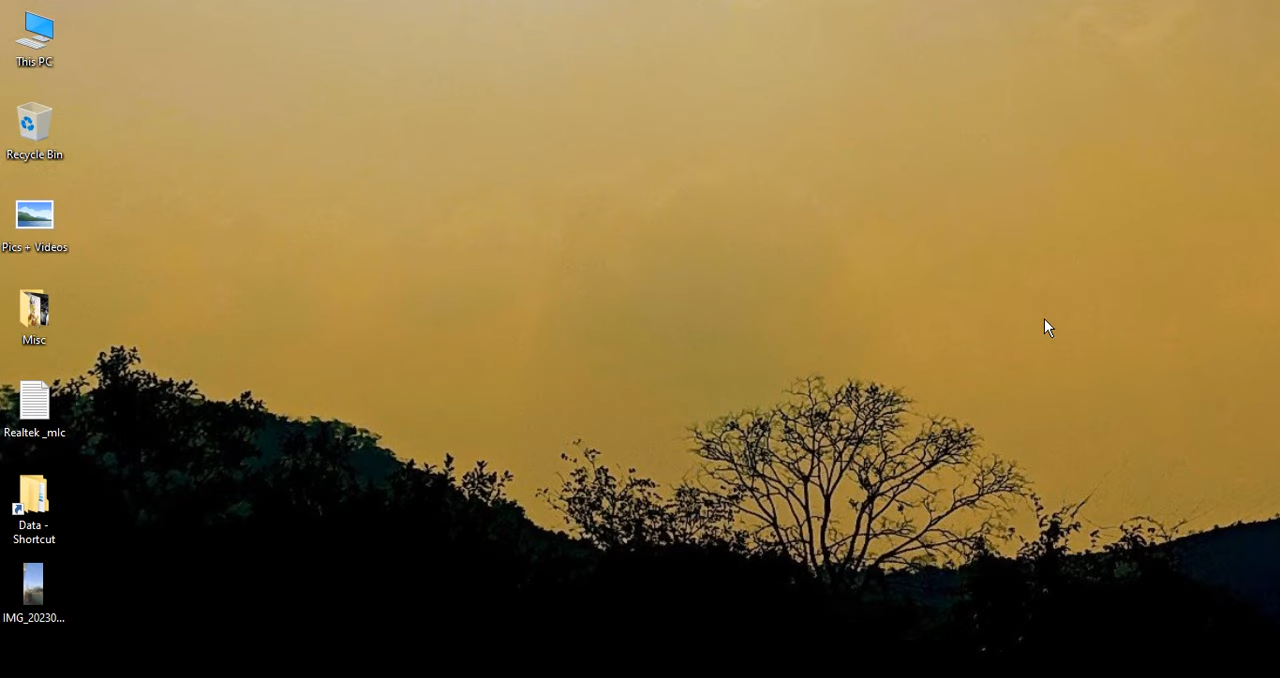 This PC
Recycle Bin
Pics + Videos
Misc
Realtek _mlc
Data -
Shortcut
IMG_20230...